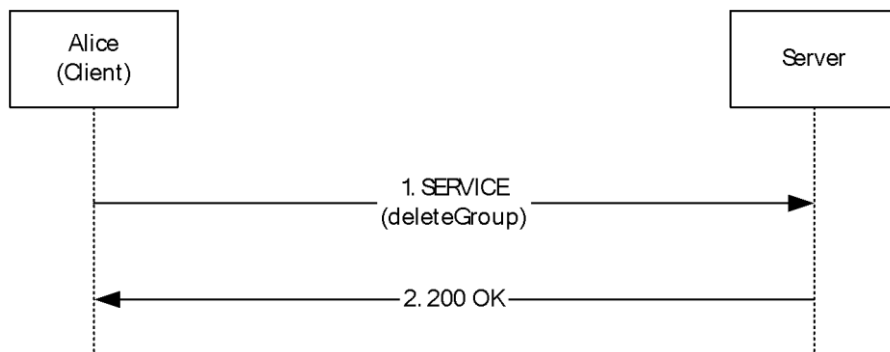 Alice
(Client)
Server
1. SERVICE
(deleteGroup)
2. 200 OK